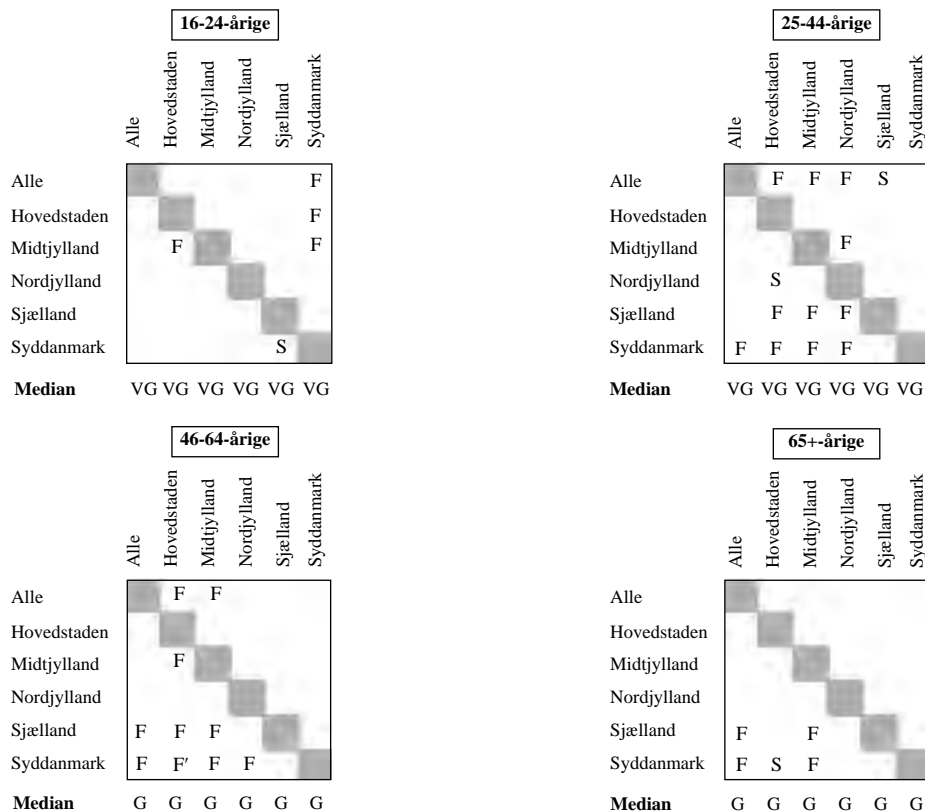 16-24-årige
Alle Hovedstaden Midtjylland Nordjylland Sjælland Syddanmark
Alle F
Hovedstaden F
Midtjylland F F
Nordjylland
Sjælland
Syddanmark S
Median VG VG VG VG VG VG
25-44-årige
Alle Hovedstaden Midtjylland Nordjylland Sjælland Syddanmark
Alle F F F S
Hovedstaden
Midtjylland F
Nordjylland S
Sjælland F F F
Syddanmark F F F F
Median VG VG VG VG VG VG
46-64-årige
Alle Hovedstaden Midtjylland Nordjylland Sjælland Syddanmark
Alle F F
Hovedstaden
Midtjylland F
Nordjylland
Sjælland F F F
Syddanmark F F' F F
Median G G G G G G
65+-årige
Alle Hovedstaden Midtjylland Nordjylland Sjælland Syddanmark
Alle
Hovedstaden
Midtjylland
Nordjylland
Sjælland F F
Syddanmark F S F
Median G G G G G G